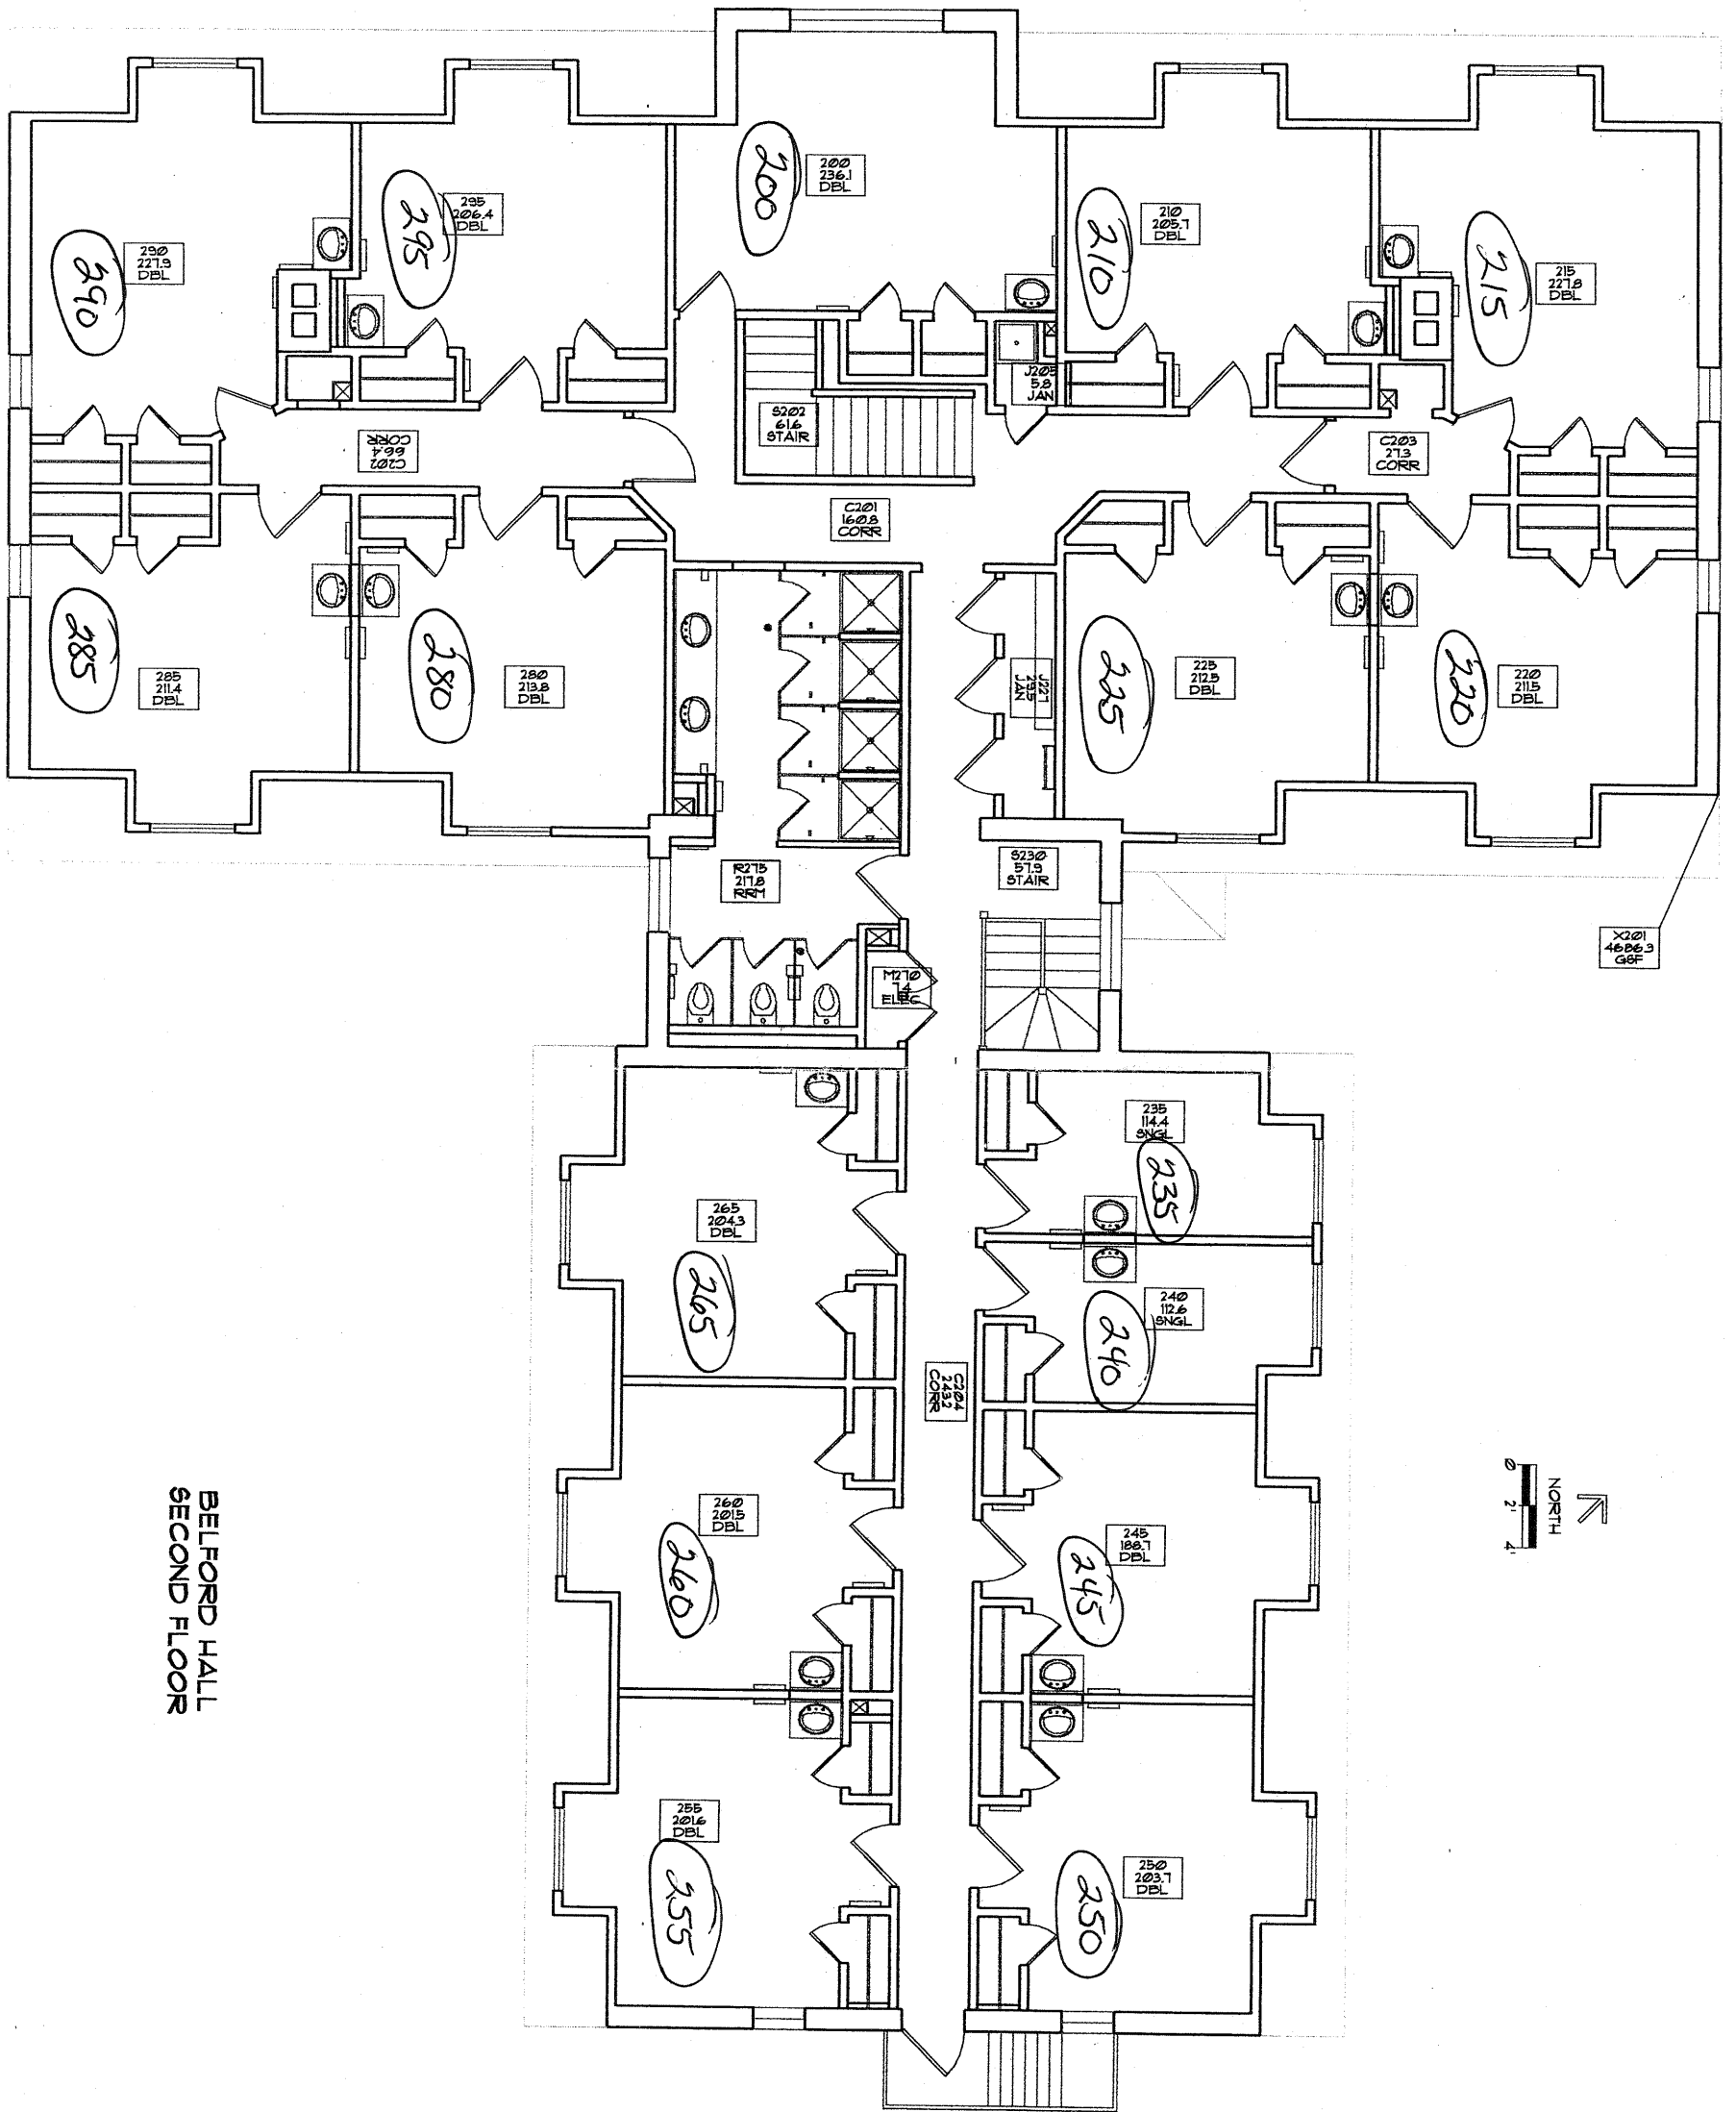 200
236.1
DBL
200
290
227.9
DBL
290
295
206.4
DBL
295
210
205.7
DBL
210
215
227.8
DBL
215
J205
5.8
JAN
S202
61.6
STAIR
C202
66.4
CORR
C203
27.3
CORR
C201
160.8
CORR
285
211.4
DBL
285
280
213.8
DBL
280
J227
29.5
JAN
225
212.5
DBL
225
220
211.5
DBL
220
R275
217.8
RRM
S230
57.9
STAIR
X201
4686.3
GSF
M270
7.4
ELEC
235
114.4
SNGL
235
265
204.3
DBL
265
240
112.6
SNGL
240
C204
243.2
CORR
260
201.5
DBL
260
245
188.7
DBL
245
255
201.6
DBL
255
250
203.7
DBL
250
NORTH
0 2' 4'
BELFORD HALL
SECOND FLOOR